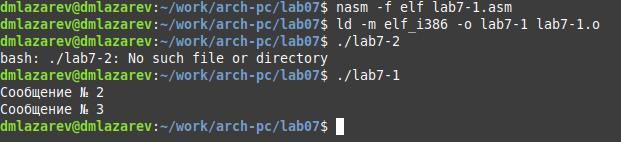 dmlazarev@dmlazarev:~/work/arch-pc/lab07$ nasm -f elf lab7-1.asm
dmlazarev@dmlazarev:~/work/arch-pc/lab07$ ld -m elf_i386 -o lab7-1 lab7-1.o
dmlazarev@dmlazarev:~/work/arch-pc/lab07$ ./lab7-2
bash: ./lab7-2: No such file or directory
dmlazarev@dmlazarev:~/work/arch-pc/lab07$ ./lab7-1
Сообщение № 2
Сообщение № 3
dmlazarev@dmlazarev:~/work/arch-pc/lab07$